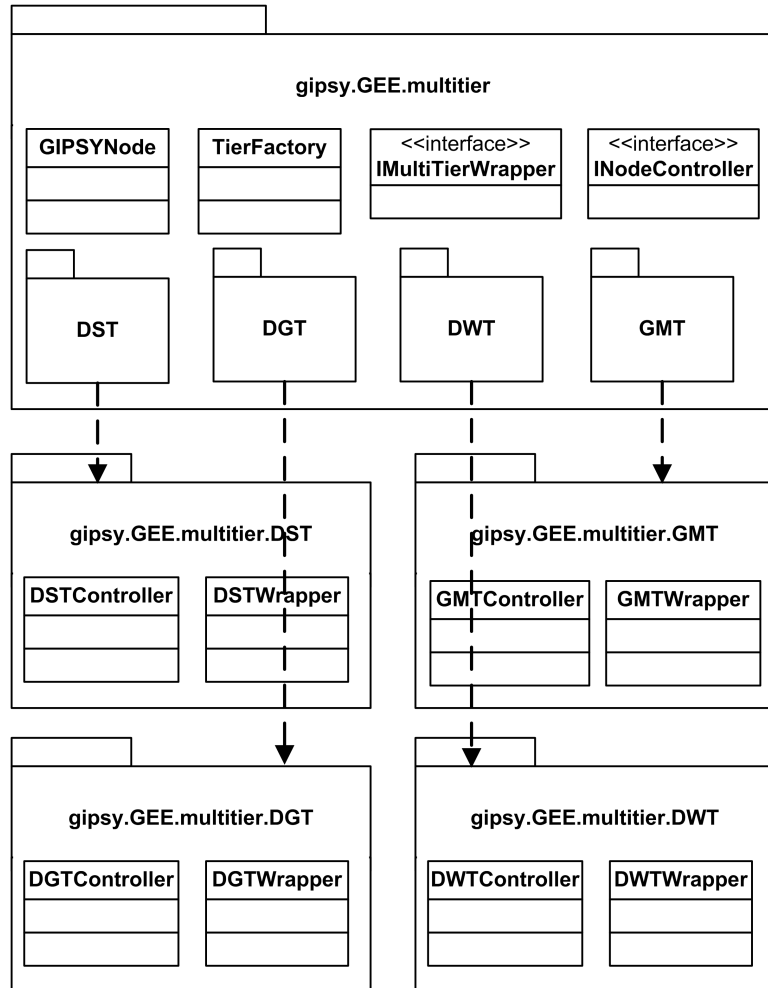 gipsy.GEE.multitier
GIPSYNode
TierFactory
<<interface>>
IMultiTierWrapper
<<interface>>
INodeController
DST
DGT
DWT
GMT
gipsy.GEE.multitier.DST
DSTController
DSTWrapper
gipsy.GEE.multitier.GMT
GMTController
GMTWrapper
gipsy.GEE.multitier.DGT
DGTController
DGTWrapper
gipsy.GEE.multitier.DWT
DWTController
DWTWrapper